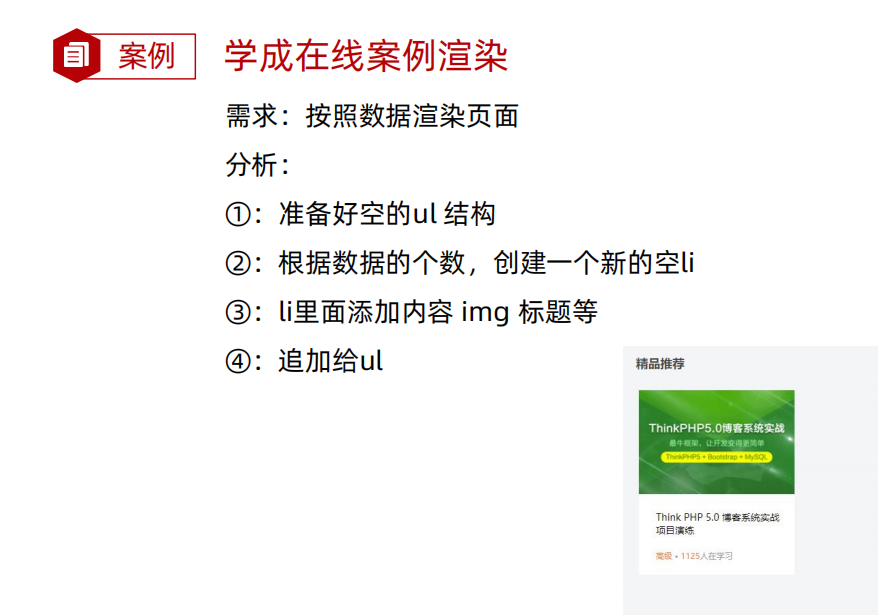 案例
学成在线案例渲染
需求：按照数据渲染页面
分析：
①：准备好空的ul 结构
②：根据数据的个数，创建一个新的空li
③：li里面添加内容 img 标题等
④：追加给ul
精品推荐
ThinkPHP5.0博客系统实战
最牛框架，让开发变得更简单
ThinkPHP5 + Bootstrap + MySQL
Think PHP 5.0 博客系统实战
项目演练
高级 • 1125人在学习